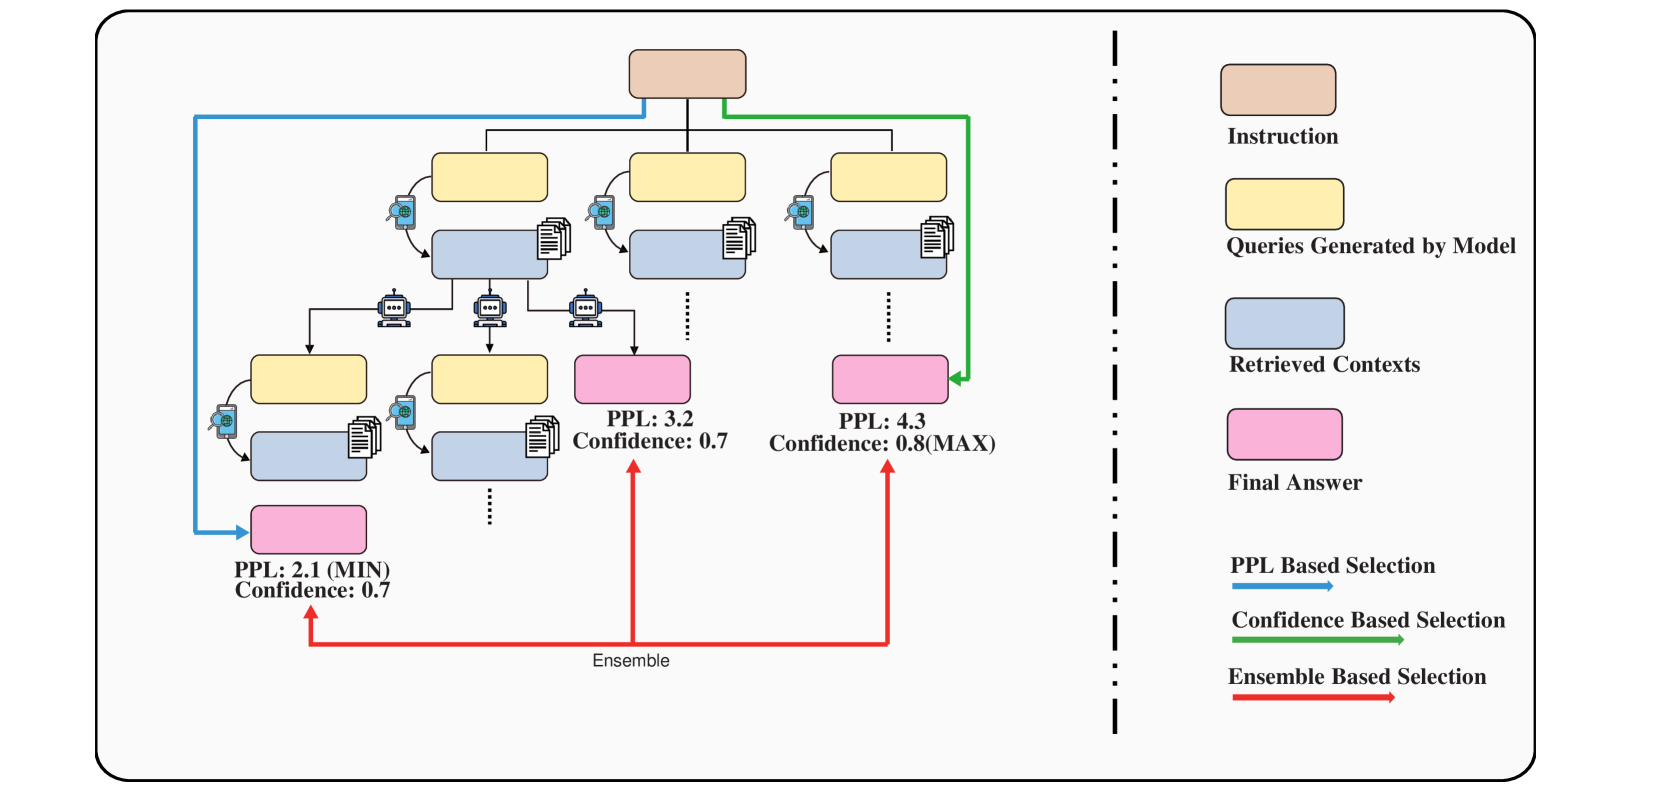 PPL: 3.2
Confidence: 0.7
PPL: 4.3
Confidence: 0.8(MAX)
PPL: 2.1 (MIN)
Confidence: 0.7
Ensemble
Instruction
Queries Generated by Model
Retrieved Contexts
Final Answer
PPL Based Selection
Confidence Based Selection
Ensemble Based Selection